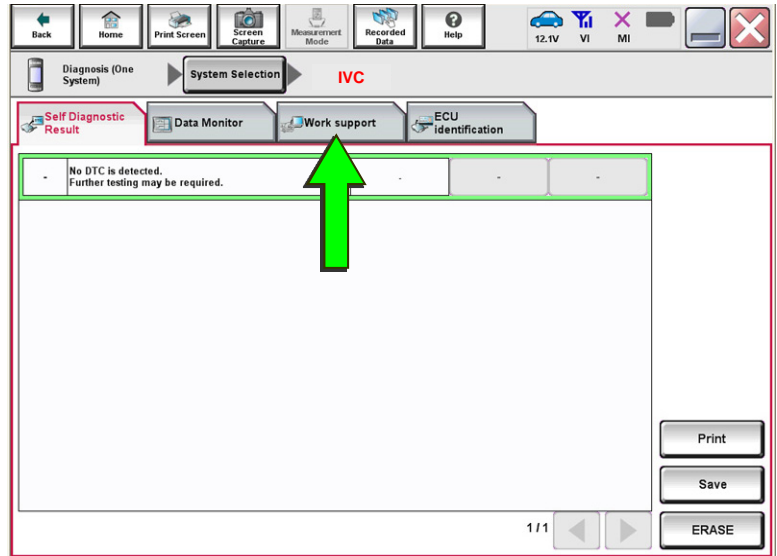 Back
Home
Print Screen
Screen
Capture
Measurement
Mode
Recorded
Data
Help
12.1V
VI
MI
Diagnosis (One
System)
System Selection
IVC
Self Diagnostic
Result
Data Monitor
Work support
ECU
identification
-
No DTC is detected.
Further testing may be required.
-
-
-
Print
Save
1/1
ERASE